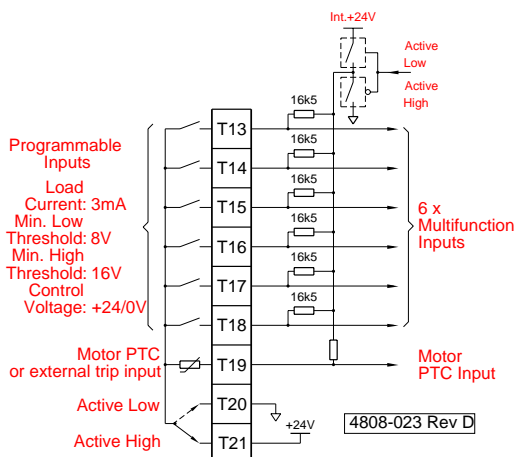 Int.+24V
Active
Low
Active
High
16k5
T13
Programmable
Inputs
16k5
T14
Load
Current: 3mA
Min. Low
Threshold: 8V
Min. High
Threshold: 16V
Control
Voltage: +24/0V
16k5
T15
6 x
Multifunction
Inputs
16k5
T16
16k5
T17
16k5
T18
Motor PTC
or external trip input
T19
Motor
PTC Input
Active Low
T20
Active High
T21
+24V
4808-023 Rev D